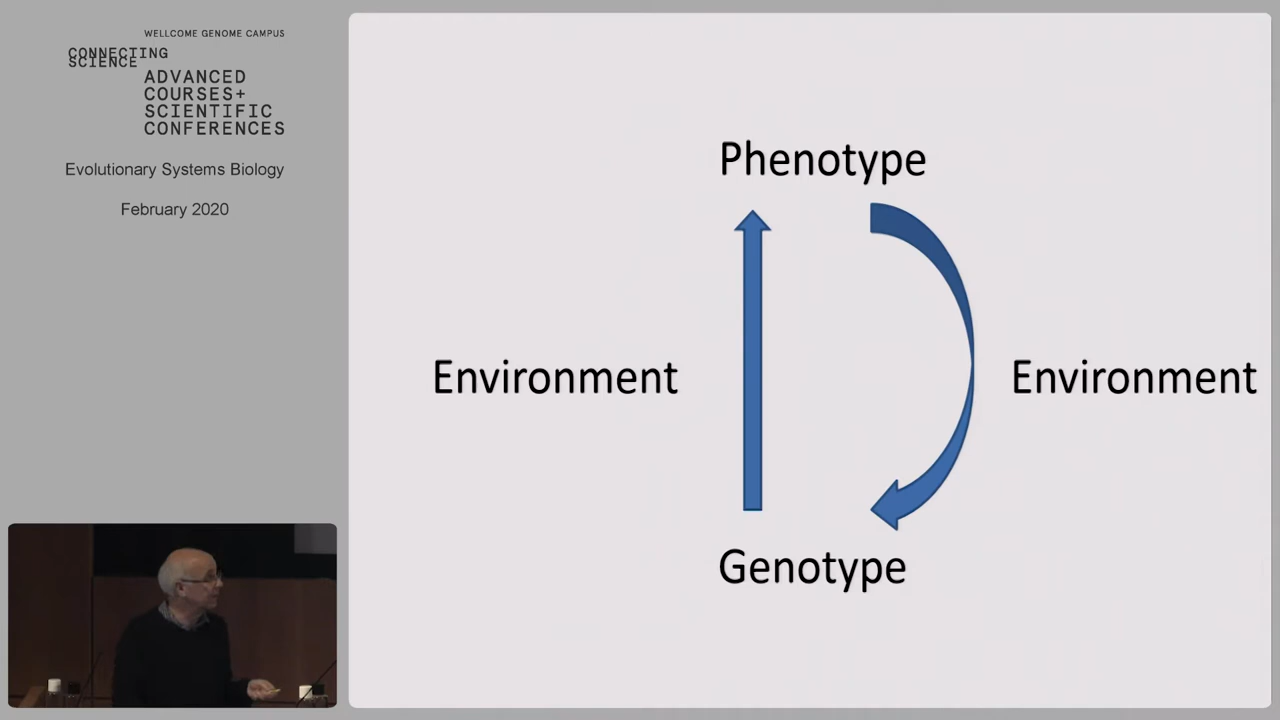 WELLCOME GENOME CAMPUS
CONNECTING
SCIENCE
ADVANCED
COURSES+
SCIENTIFIC
CONFERENCES
Evolutionary Systems Biology
February 2020
Phenotype
Environment
Environment
Genotype